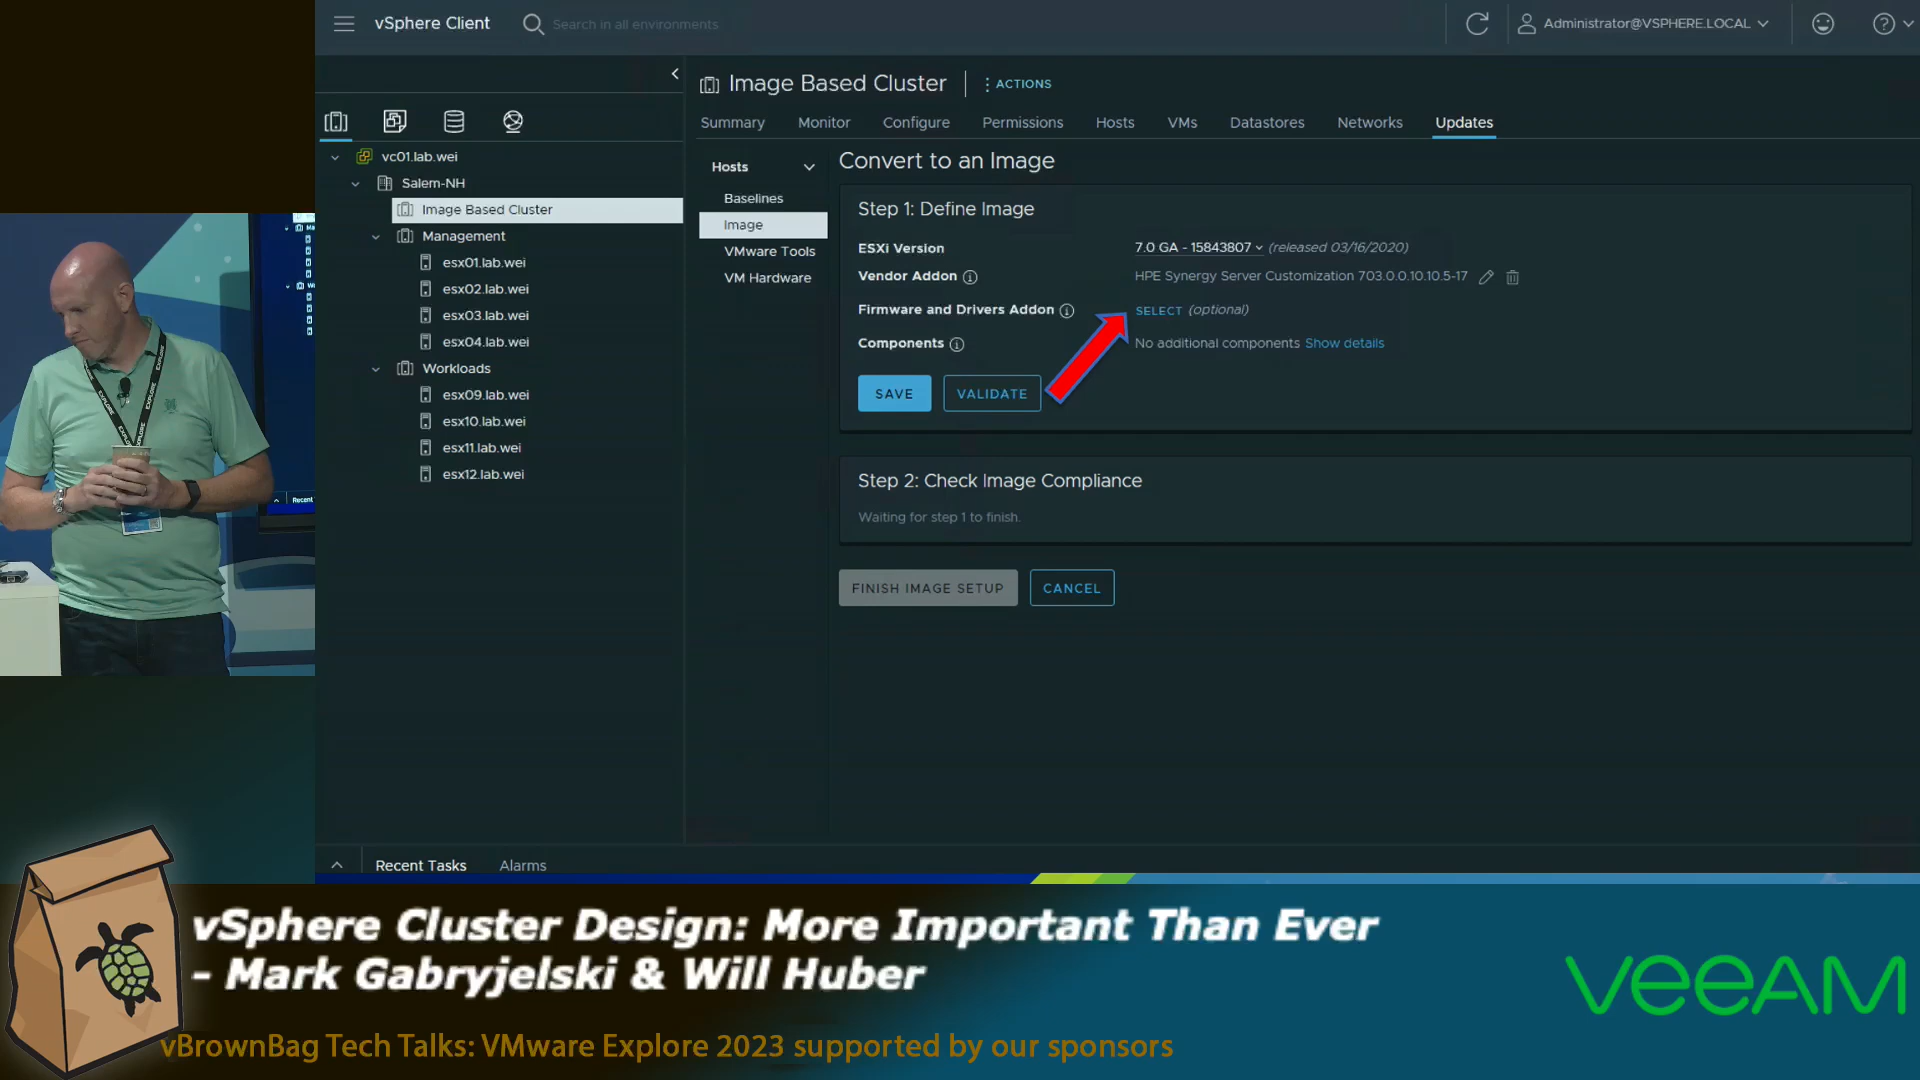 vSphere Client
Search in all environments
Administrator@VSPHERE.LOCAL
Image Based Cluster
ACTIONS
Summary Monitor Configure Permissions Hosts VMs Datastores Networks Updates
vc01.lab.wei
Salem-NH
Image Based Cluster
Management
esx01.lab.wei
esx02.lab.wei
esx03.lab.wei
esx04.lab.wei
Workloads
esx09.lab.wei
esx10.lab.wei
esx11.lab.wei
esx12.lab.wei
Hosts
Baselines
Image
VMware Tools
VM Hardware
Convert to an Image
Step 1: Define Image
ESXi Version 7.0 GA - 15843807 (released 03/16/2020)
Vendor Addon HPE Synergy Server Customization 703.0.0.10.10.5-17
Firmware and Drivers Addon SELECT (optional)
Components No additional components Show details
SAVE VALIDATE
Step 2: Check Image Compliance
Waiting for step 1 to finish.
FINISH IMAGE SETUP CANCEL
Recent Tasks Alarms
EXPLORE
EXPLORE
Recent
vSphere Cluster Design: More Important Than Ever
- Mark Gabryjelski & Will Huber
vBrownBag Tech Talks: VMware Explore 2023 supported by our sponsors
veeAM